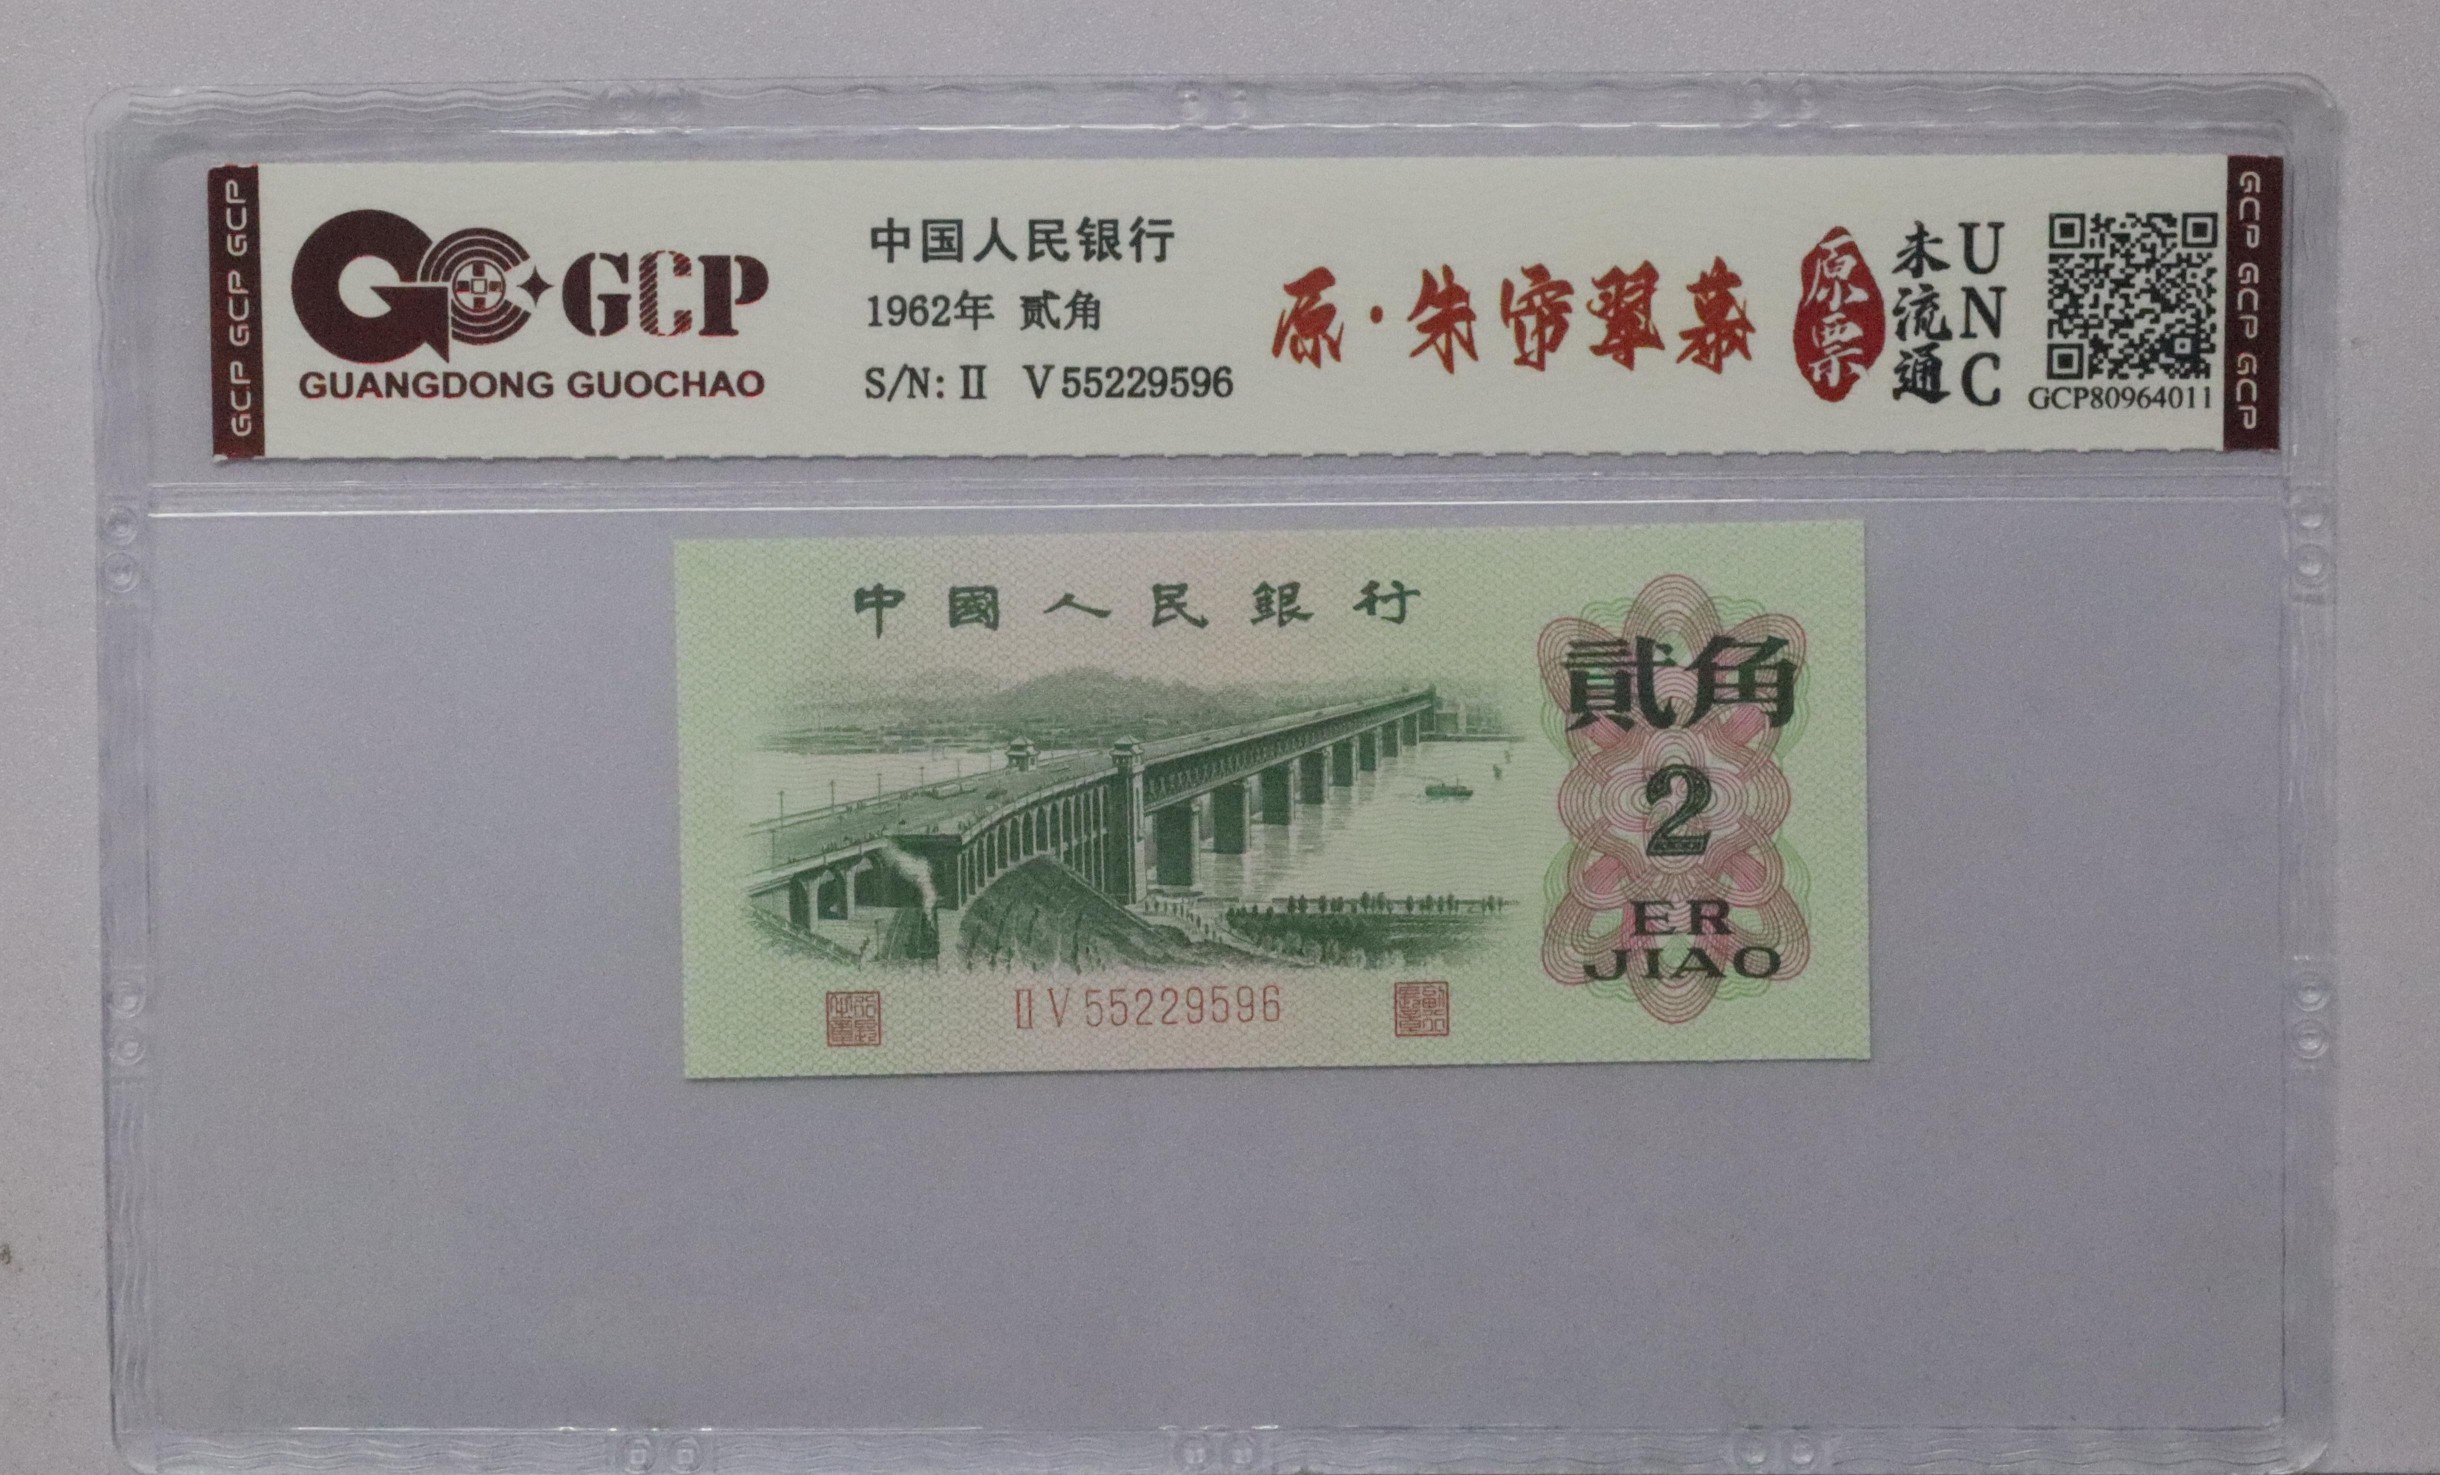 GCP GCP GCP
GCP
GUANGDONG GUOCHAO
中国人民银行
1962年 贰角
S/N: II V55229596
原·朱帘翠幕
原票
未流通
UNC
GCP80964011
GCP GCP GCP
中國人民銀行
貳角
2
ER
JIAO
II V 55229596